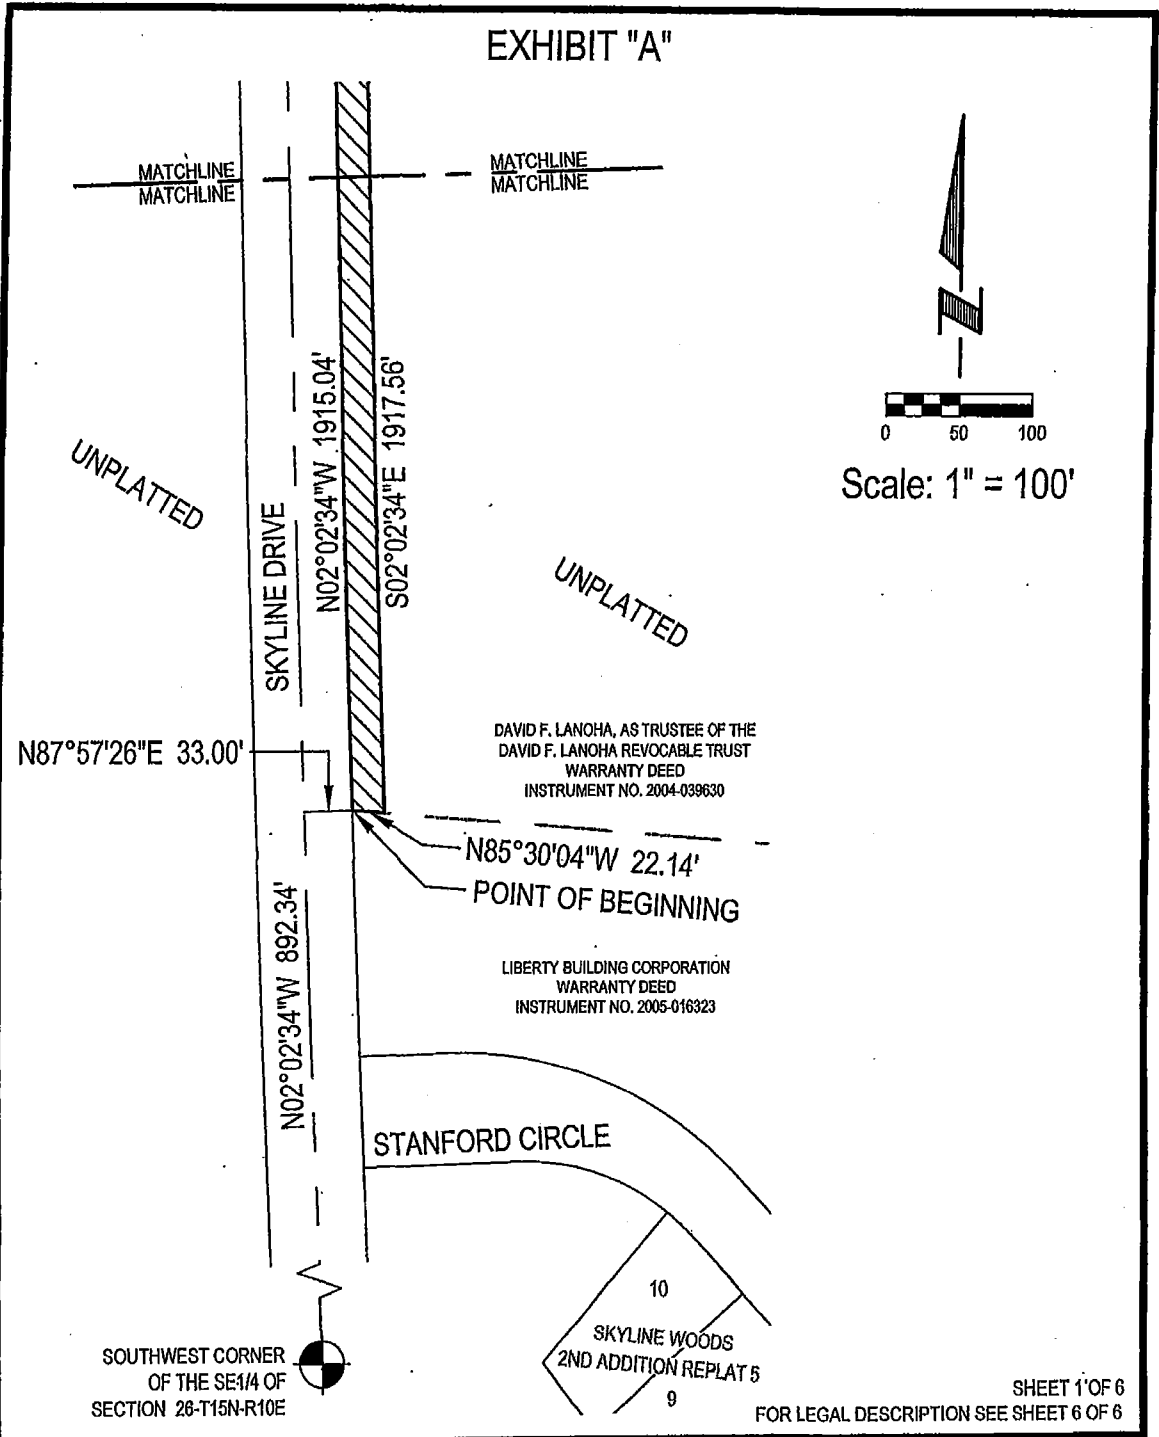 EXHIBIT "A"
MATCHLINE
MATCHLINE
MATCHLINE
MATCHLINE
0 50 100
Scale: 1" = 100'
UNPLATTED
SKYLINE DRIVE
N02°02'34"W 1915.04'
S02°02'34"E 1917.56'
UNPLATTED
N87°57'26"E 33.00'
DAVID F. LANOHA, AS TRUSTEE OF THE
DAVID F. LANOHA REVOCABLE TRUST
WARRANTY DEED
INSTRUMENT NO. 2004-039630
N85°30'04"W 22.14'
POINT OF BEGINNING
N02°02'34"W 892.34'
LIBERTY BUILDING CORPORATION
WARRANTY DEED
INSTRUMENT NO. 2005-016323
STANFORD CIRCLE
10
SKYLINE WOODS
2ND ADDITION REPLAT 5
9
SOUTHWEST CORNER
OF THE SE1/4 OF
SECTION 26-T15N-R10E
SHEET 1 OF 6
FOR LEGAL DESCRIPTION SEE SHEET 6 OF 6